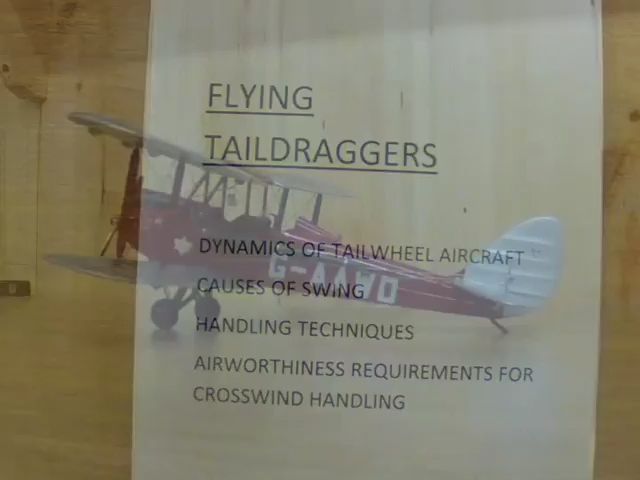 FLYING
TAILDRAGGERS
DYNAMICS OF TAILWHEEL AIRCRAFT
CAUSES OF SWING
HANDLING TECHNIQUES
AIRWORTHINESS REQUIREMENTS FOR
CROSSWIND HANDLING